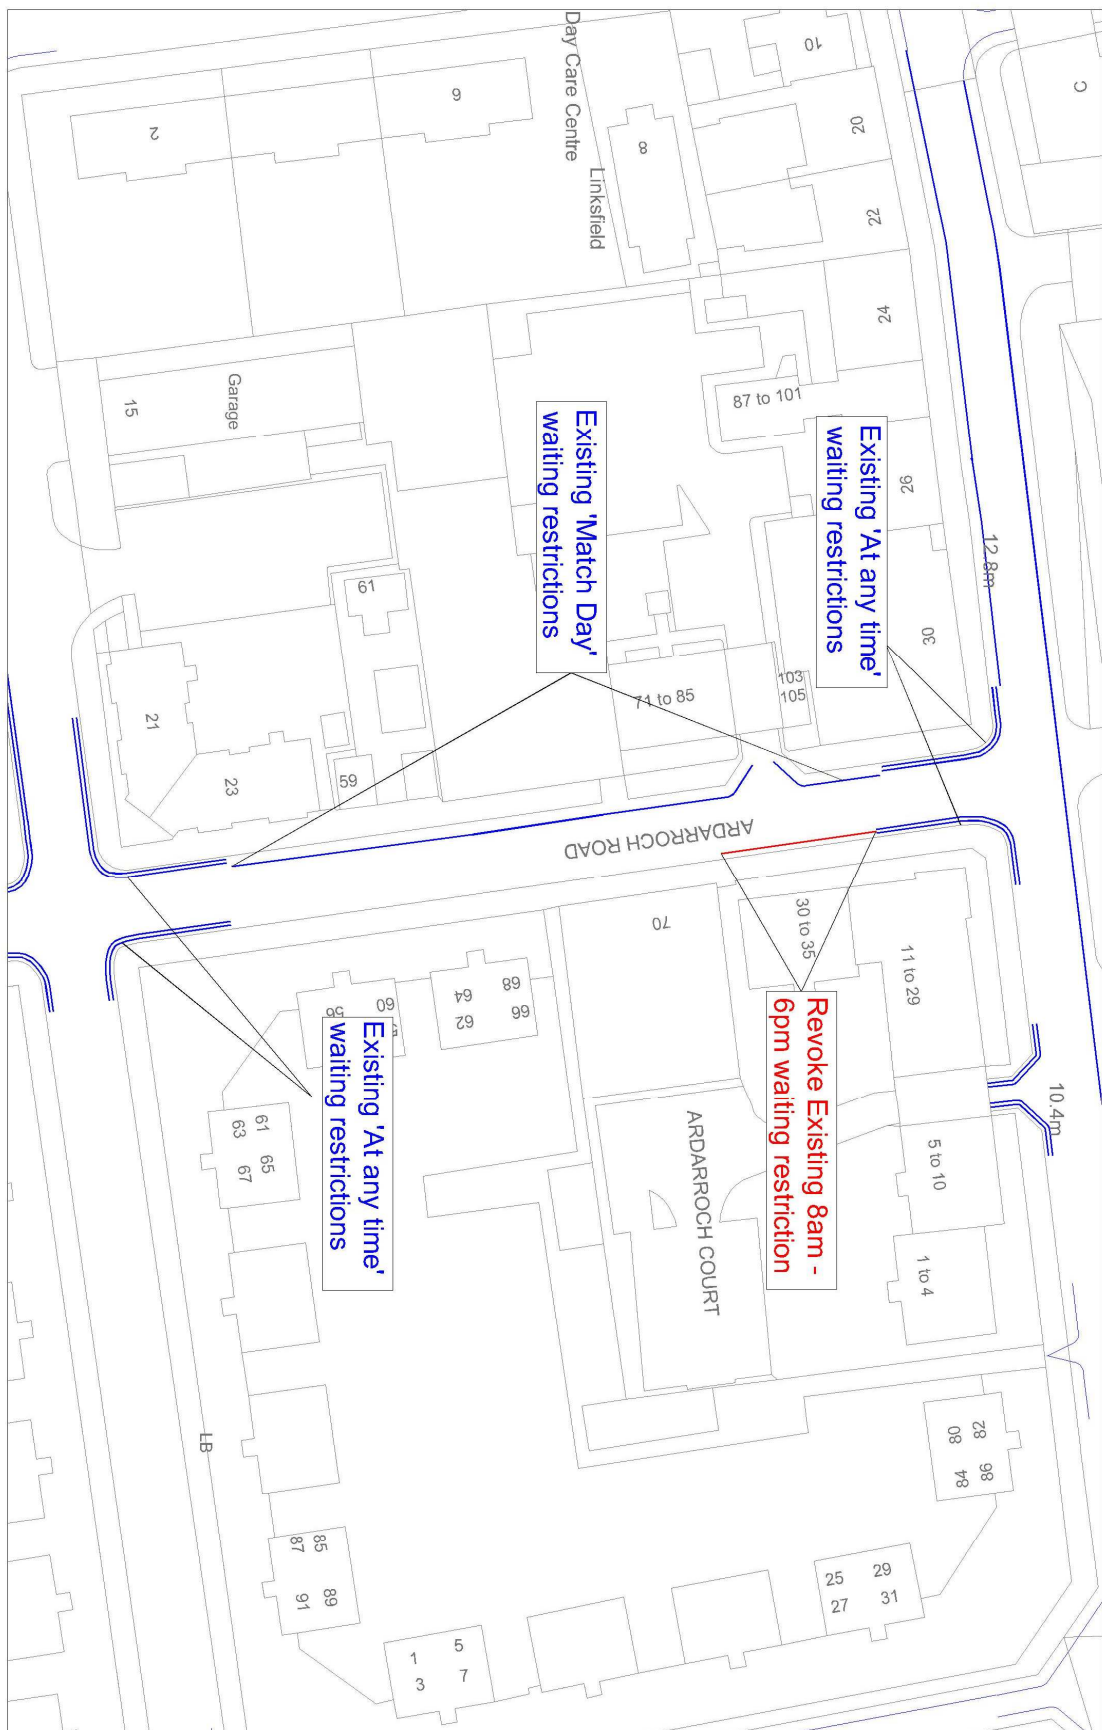 Day Care Centre
Linksfield
10
C
20
22
24
26
30
12.8m
2
6
8
Garage
15
87 to 101
Existing 'At any time'
waiting restrictions
Existing 'Match Day'
waiting restrictions
61
71 to 85
103
105
21
23
59
ARDARROCH ROAD
70
30 to 35
11 to 29
Revoke Existing 8am -
6pm waiting restriction
10.4m
5 to 10
1 to 4
ARDARROCH COURT
68
66
64
62
60
Existing 'At any time'
waiting restrictions
61
63
65
67
LB
82
80
86
84
85
87
89
91
25
29
27
31
1
5
3
7